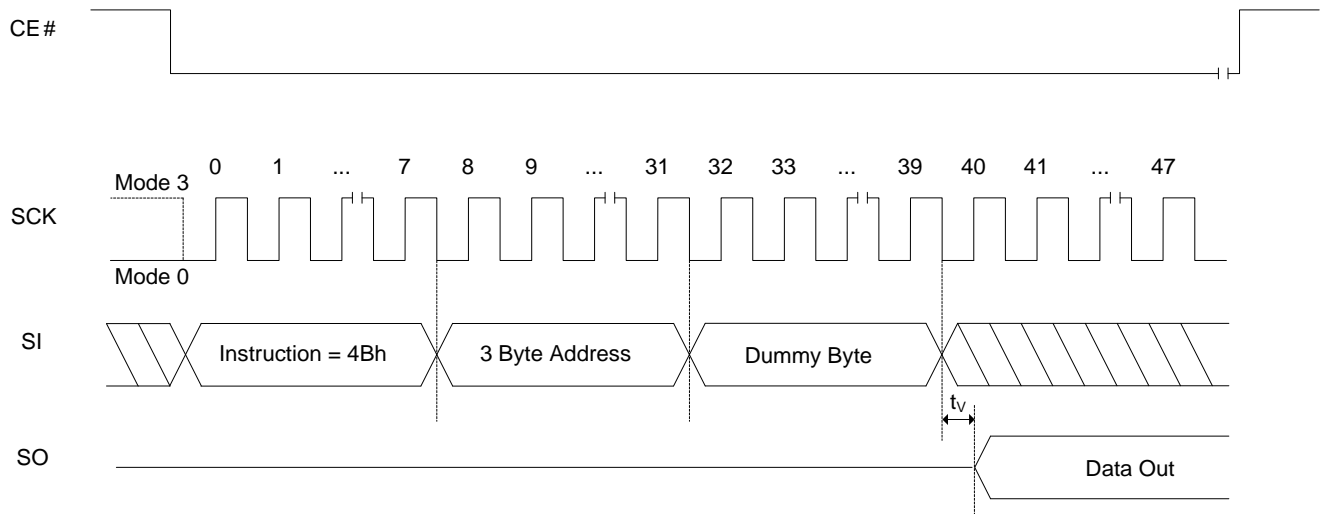 CE#
0 1 ... 7 8 9 ... 31 32 33 ... 39 40 41 ... 47
Mode 3
SCK
Mode 0
SI
Instruction = 4Bh
3 Byte Address
Dummy Byte
tV
SO
Data Out